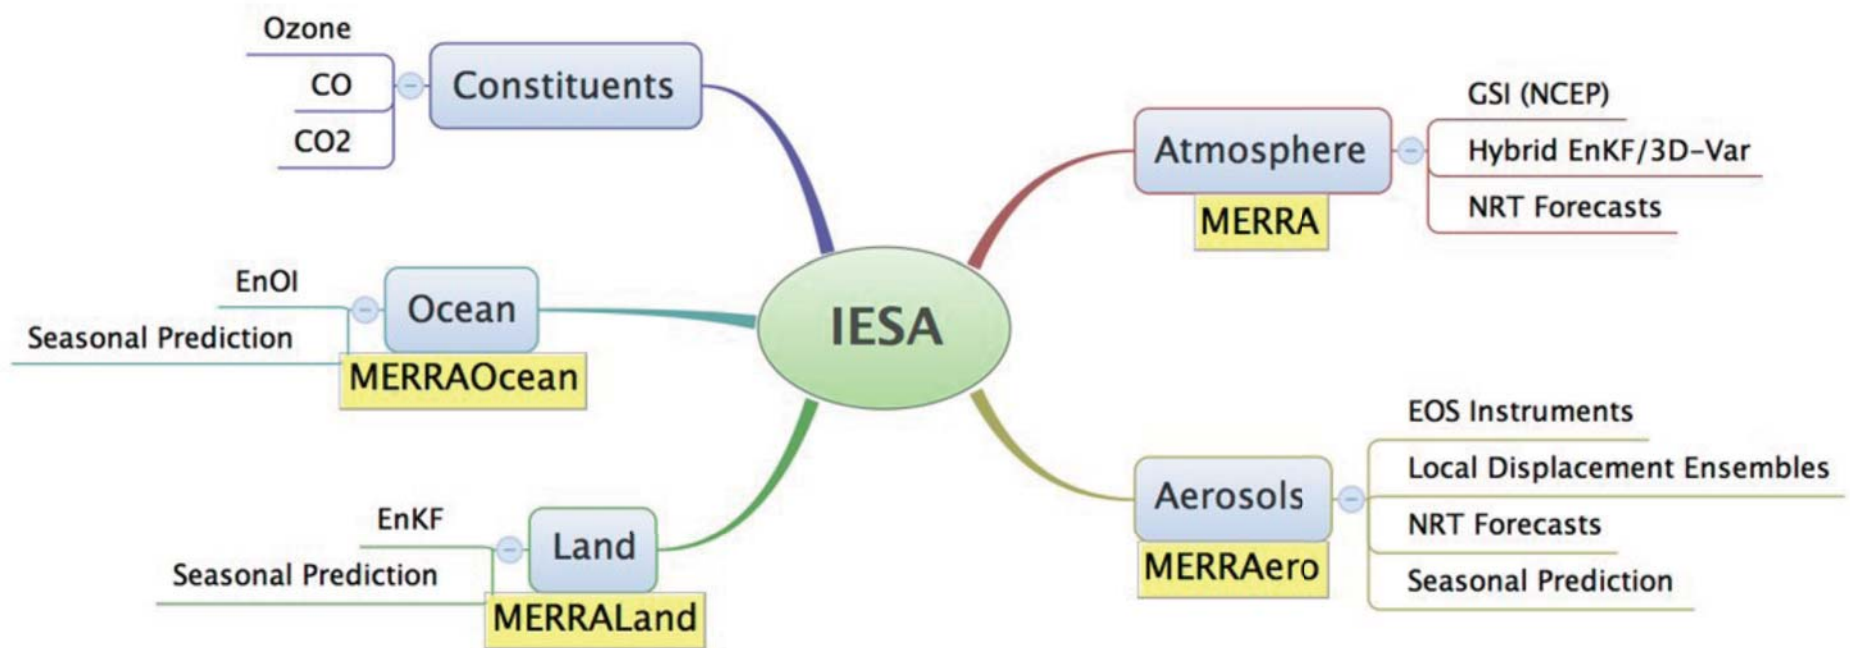 Ozone
CO
CO2
Constituents
EnOI
Seasonal Prediction
Ocean
MERRAOcean
EnKF
Seasonal Prediction
Land
MERRALand
IESA
Atmosphere
MERRA
GSI (NCEP)
Hybrid EnKF/3D-Var
NRT Forecasts
Aerosols
MERRAero
EOS Instruments
Local Displacement Ensembles
NRT Forecasts
Seasonal Prediction